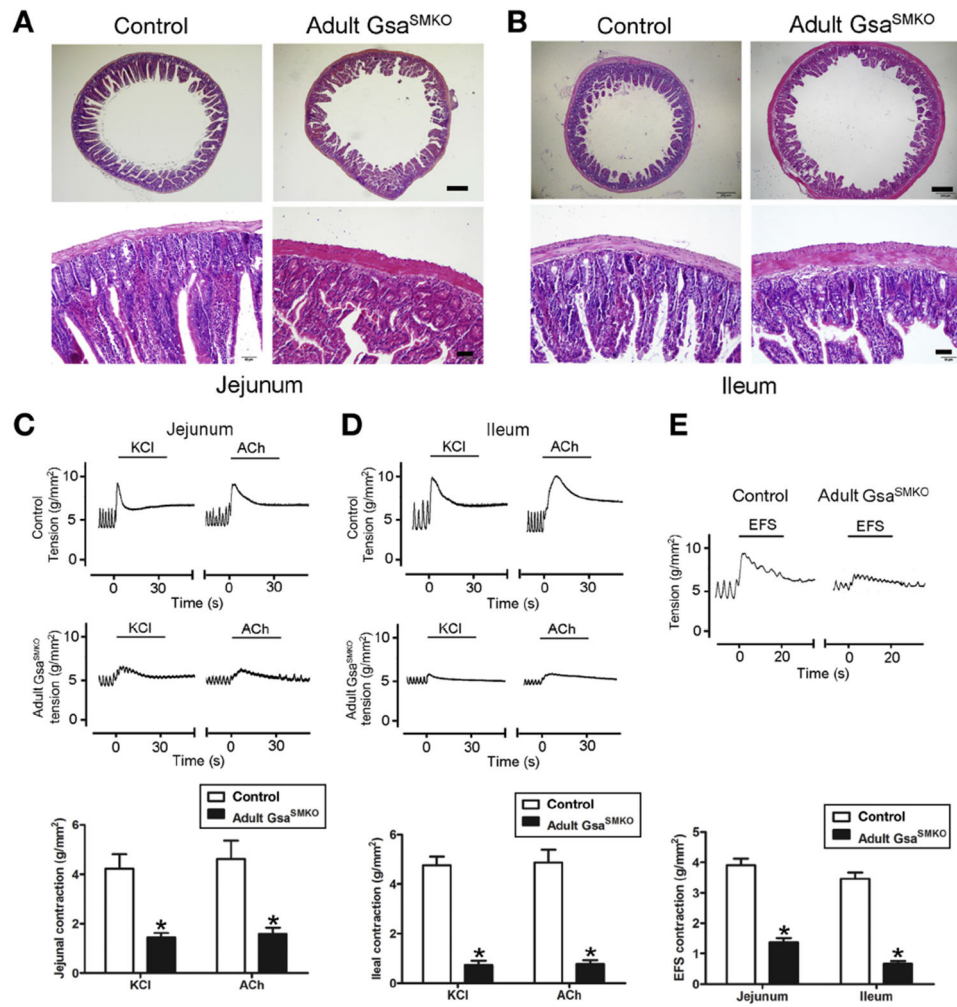 A
Control
Adult Gsa^SMKO
B
Control
Adult Gsa^SMKO
Jejunum
Ileum
C
Jejunum
KCl
ACh
Control
Tension (g/mm²)
10
5
0
0
30
0
30
Time (s)
KCl
ACh
Adult Gsa^SMKO
tension (g/mm²)
10
5
0
0
30
0
30
Time (s)
Control
Adult Gsa^SMKO
Jejunal contraction (g/mm²)
6
4
2
0
*
*
KCl
ACh
D
Ileum
KCl
ACh
Control
Tension (g/mm²)
10
5
0
0
30
0
30
Time (s)
KCl
ACh
Adult Gsa^SMKO
tension (g/mm²)
10
5
0
0
30
0
30
Time (s)
Control
Adult Gsa^SMKO
Ileal contraction (g/mm²)
6
4
2
0
*
*
KCl
ACh
E
Control
Adult Gsa^SMKO
EFS
EFS
Tension (g/mm²)
10
5
0
0
20
0
20
Time (s)
Control
Adult Gsa^SMKO
EFS contraction (g/mm²)
5
4
3
2
1
0
*
*
Jejunum
Ileum